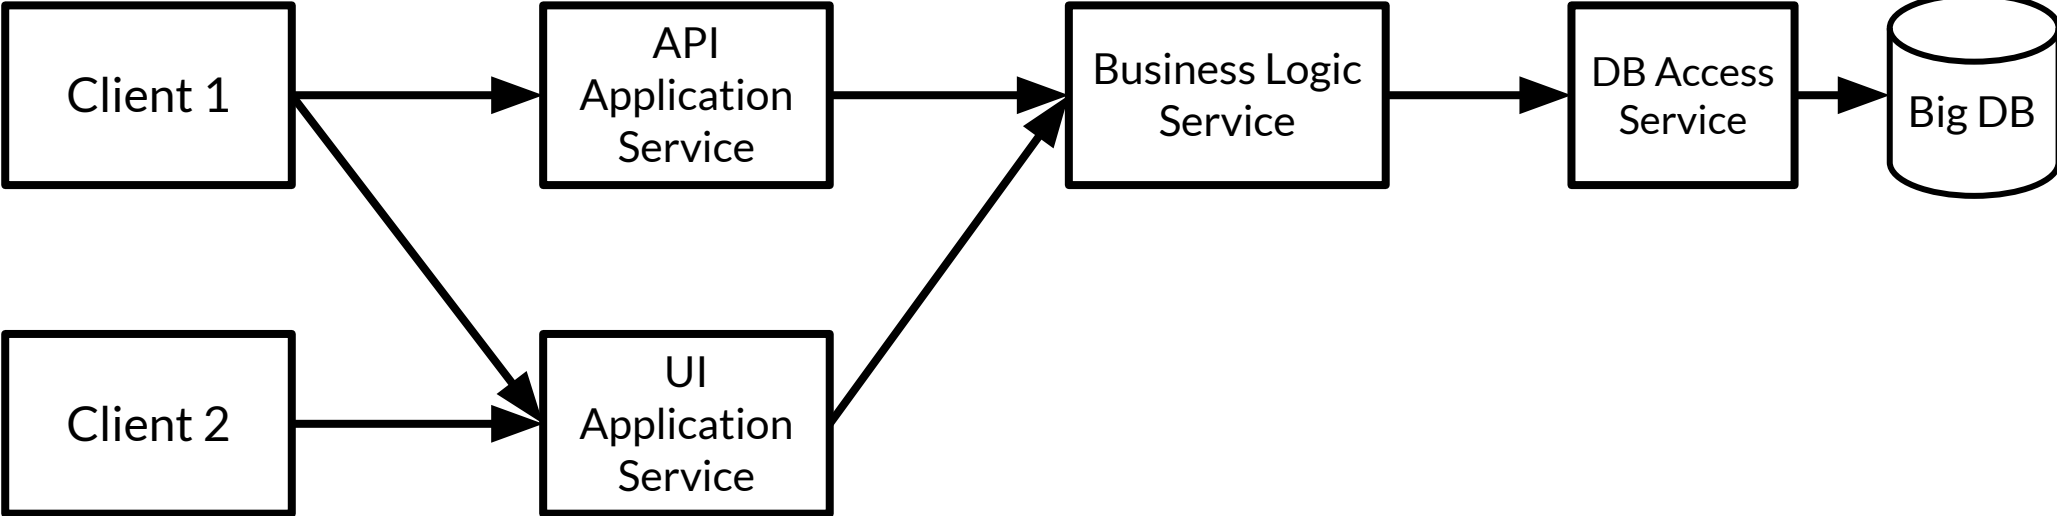 Client 1
API
Application
Service
Business Logic
Service
DB Access
Service
Big DB
Client 2
UI
Application
Service